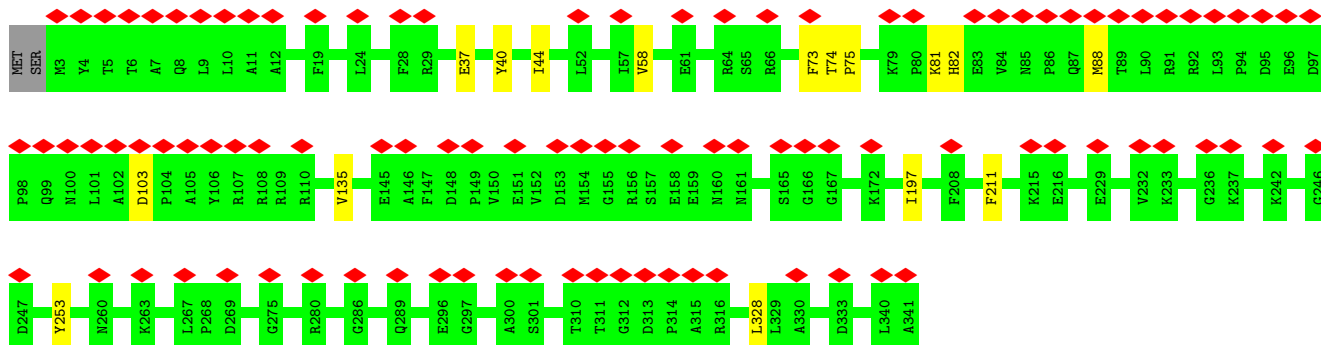 MET SER M3 Y4 T5 T6 A7 Q8 L9 L10 A11 A12 F19 L24 F28 R29 E37 Y40 I44 L52 I57 V58 E61 R64 S65 R66 F73 T74 P75 K79 P80 K81 H82 E83 V84 N85 P86 Q87 M88 T89 L90 R91 R92 L93 P94 D95 E96 D97
P98 Q99 N100 L101 A102 D103 P104 A105 Y106 R107 R108 R109 R110 V135 E145 A146 F147 D148 P149 V150 E151 V152 D153 M154 G155 R156 S157 E158 E159 N160 N161 S165 G166 G167 K172 I197 F208 F211 K215 E216 E229 V232 K233 G236 K237 K242 G246
D247 Y253 N260 K263 L267 P268 D269 G275 R280 G286 Q289 E296 G297 A300 S301 T310 T311 G312 D313 P314 A315 R316 L328 L329 A330 D333 L340 A341